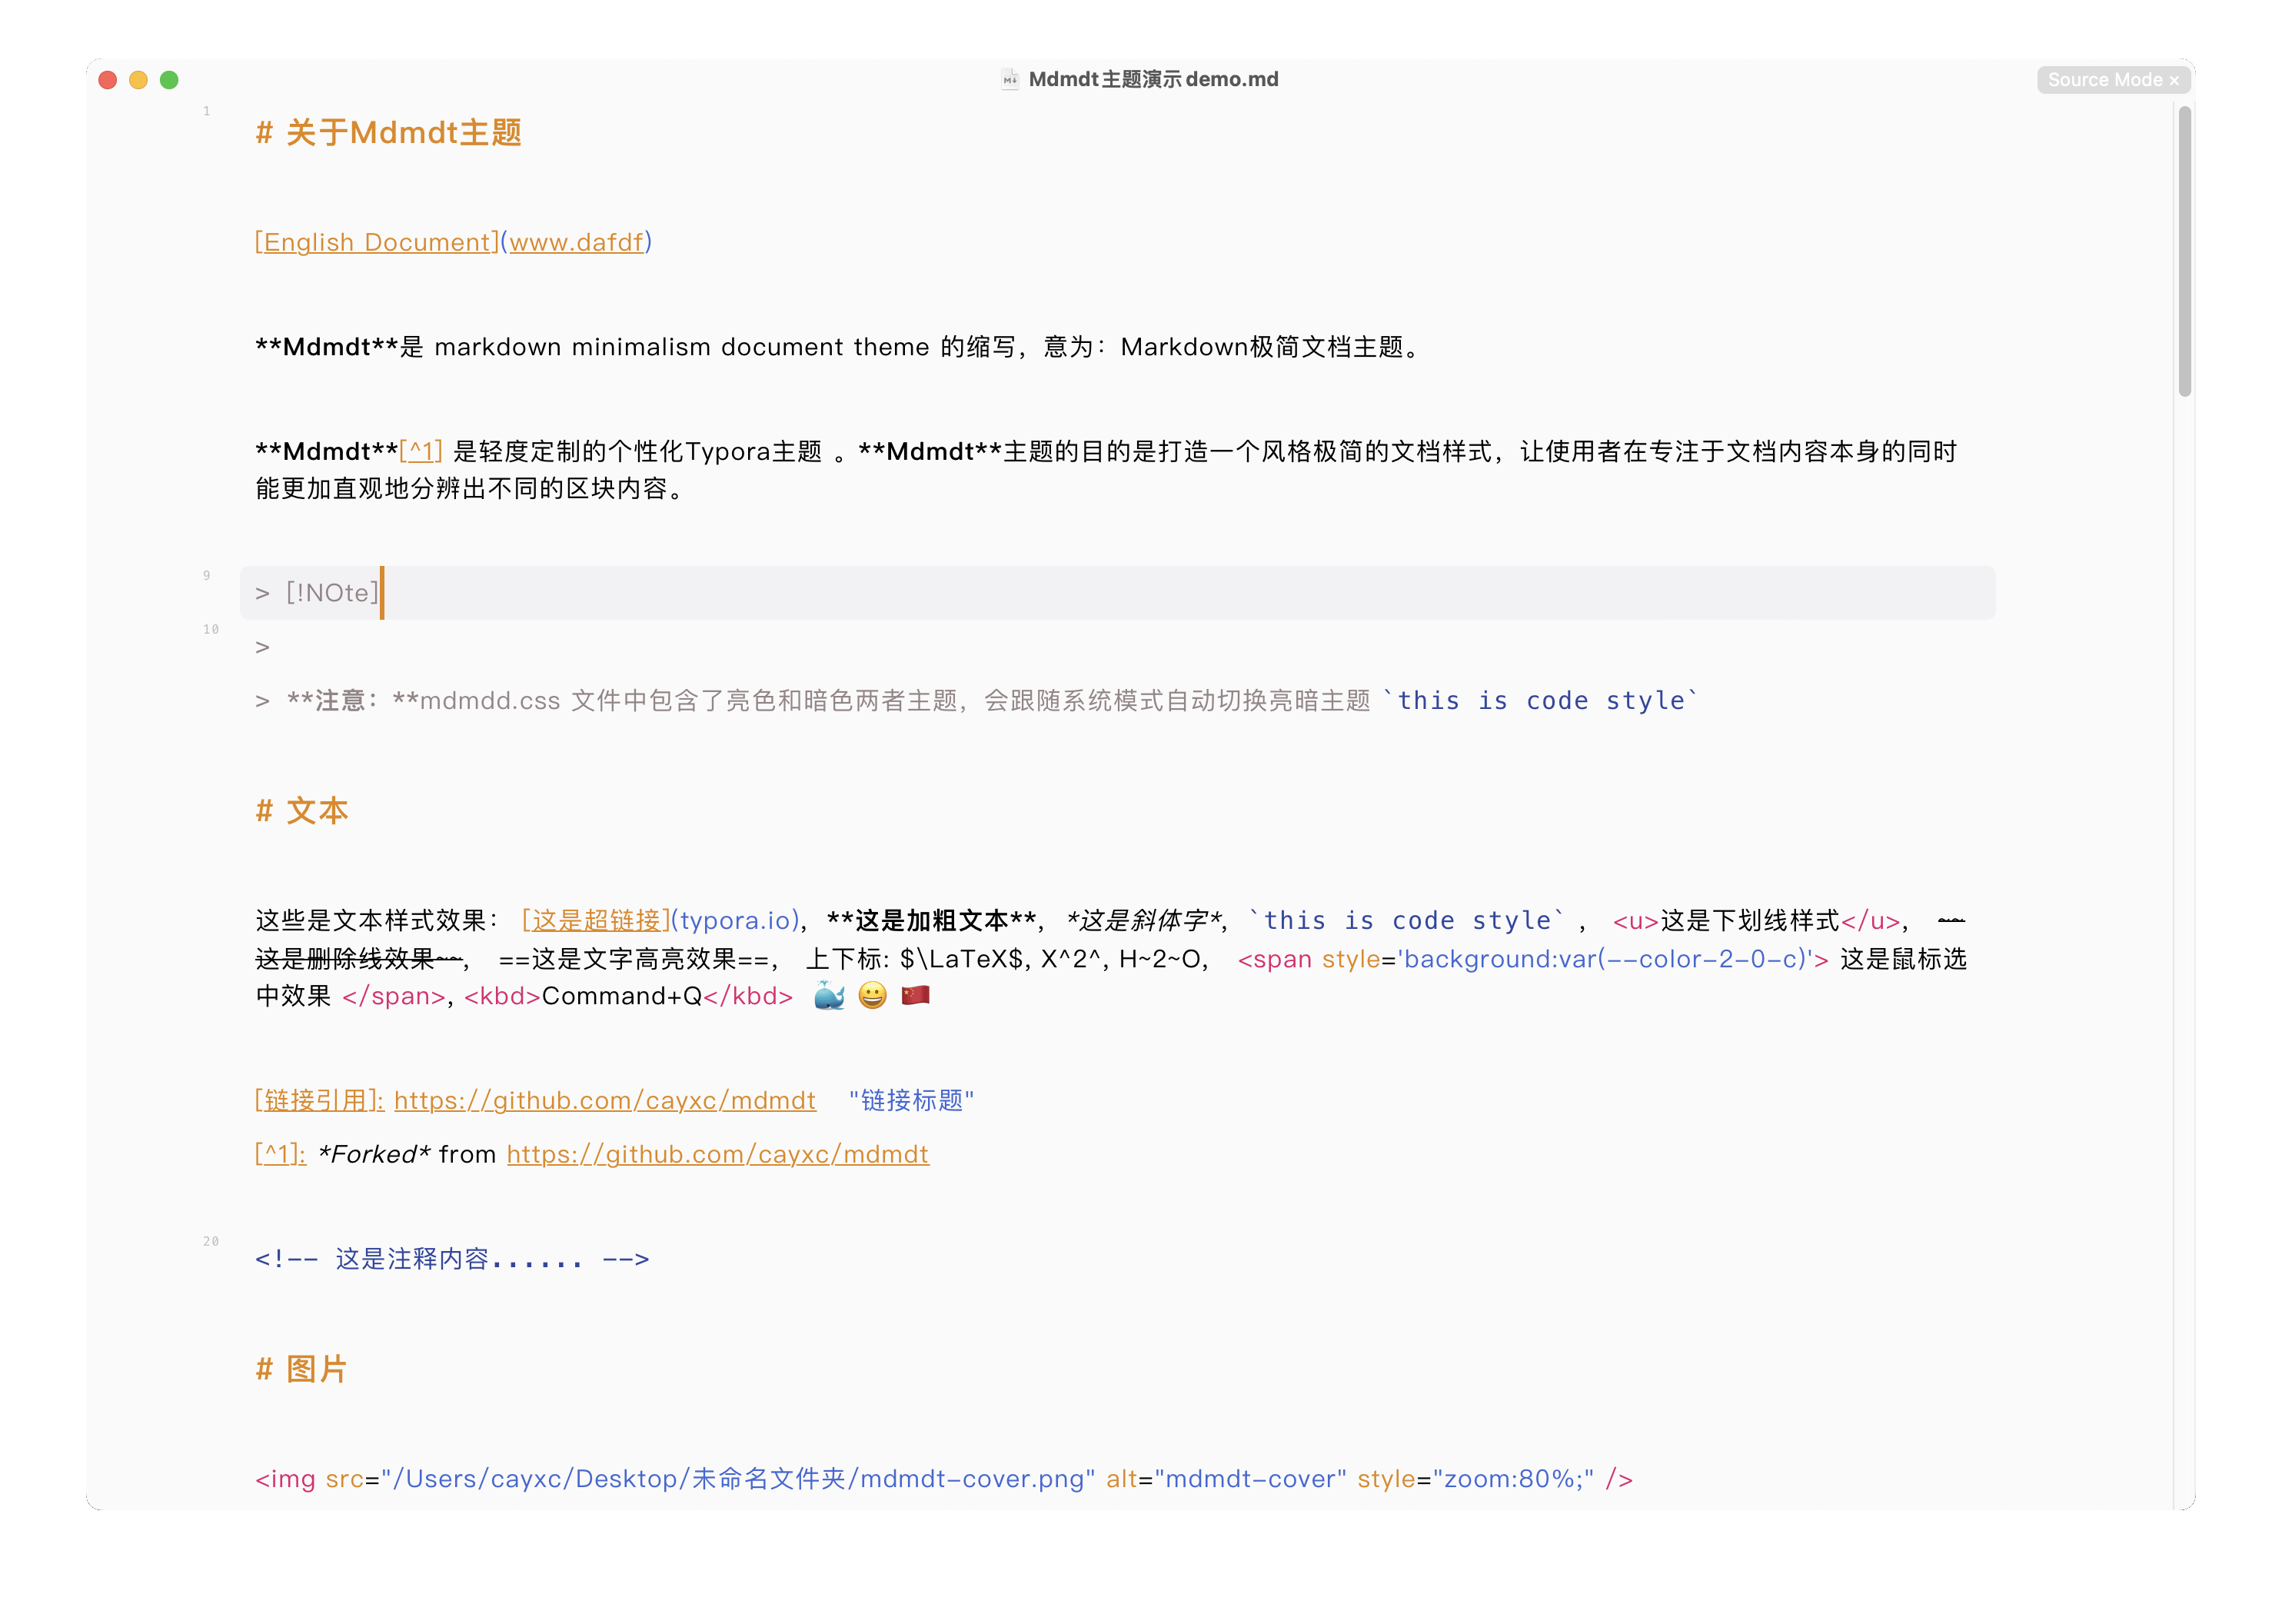 Mdmdt主题演示demo.md
Source Mode ×
1
# 关于Mdmdt主题
[English Document](www.dafdf)
**Mdmdt**是 markdown minimalism document theme 的缩写，意为：Markdown极简文档主题。
**Mdmdt**[^1] 是轻度定制的个性化Typora主题 。**Mdmdt**主题的目的是打造一个风格极简的文档样式，让使用者在专注于文档内容本身的同时
能更加直观地分辨出不同的区块内容。
9
> [!NOte]
10
>
> **注意：**mdmdd.css 文件中包含了亮色和暗色两者主题，会跟随系统模式自动切换亮暗主题 `this is code style`
# 文本
这些是文本样式效果： [这是超链接](typora.io)，**这是加粗文本**， *这是斜体字*， `this is code style` ， <u>这是下划线样式</u>， ~~
这是删除线效果~~， ==这是文字高亮效果==， 上下标: $\LaTeX$, X^2^, H~2~O， <span style='background:var(--color-2-0-c)'> 这是鼠标选
中效果 </span>, <kbd>Command+Q</kbd> 🐳 😀 🇨🇳
[链接引用]: https://github.com/cayxc/mdmdt "链接标题"
[^1]: *Forked* from https://github.com/cayxc/mdmdt
20
<!-- 这是注释内容...... -->
# 图片
<img src="/Users/cayxc/Desktop/未命名文件夹/mdmdt-cover.png" alt="mdmdt-cover" style="zoom:80%;" />